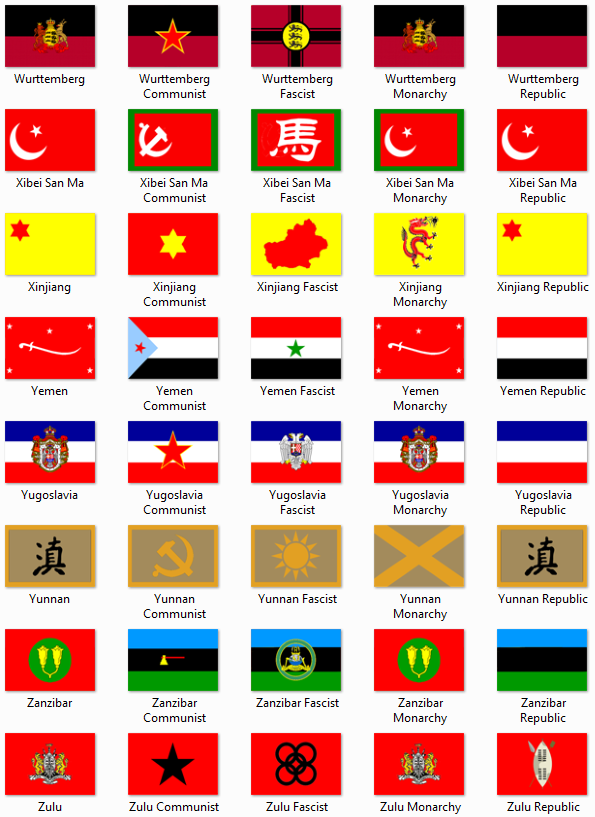 Wurttemberg
Wurttemberg
Communist
Wurttemberg
Fascist
Wurttemberg
Monarchy
Wurttemberg
Republic
馬
Xibei San Ma
Xibei San Ma
Communist
Xibei San Ma
Fascist
Xibei San Ma
Monarchy
Xibei San Ma
Republic
Xinjiang
Xinjiang
Communist
Xinjiang Fascist
Xinjiang
Monarchy
Xinjiang Republic
Yemen
Yemen
Communist
Yemen Fascist
Yemen
Monarchy
Yemen Republic
Yugoslavia
Yugoslavia
Communist
Yugoslavia
Fascist
Yugoslavia
Monarchy
Yugoslavia
Republic
滇
滇
Yunnan
Yunnan
Communist
Yunnan Fascist
Yunnan
Monarchy
Yunnan Republic
Zanzibar
Zanzibar
Communist
Zanzibar Fascist
Zanzibar
Monarchy
Zanzibar
Republic
Zulu
Zulu Communist
Zulu Fascist
Zulu Monarchy
Zulu Republic